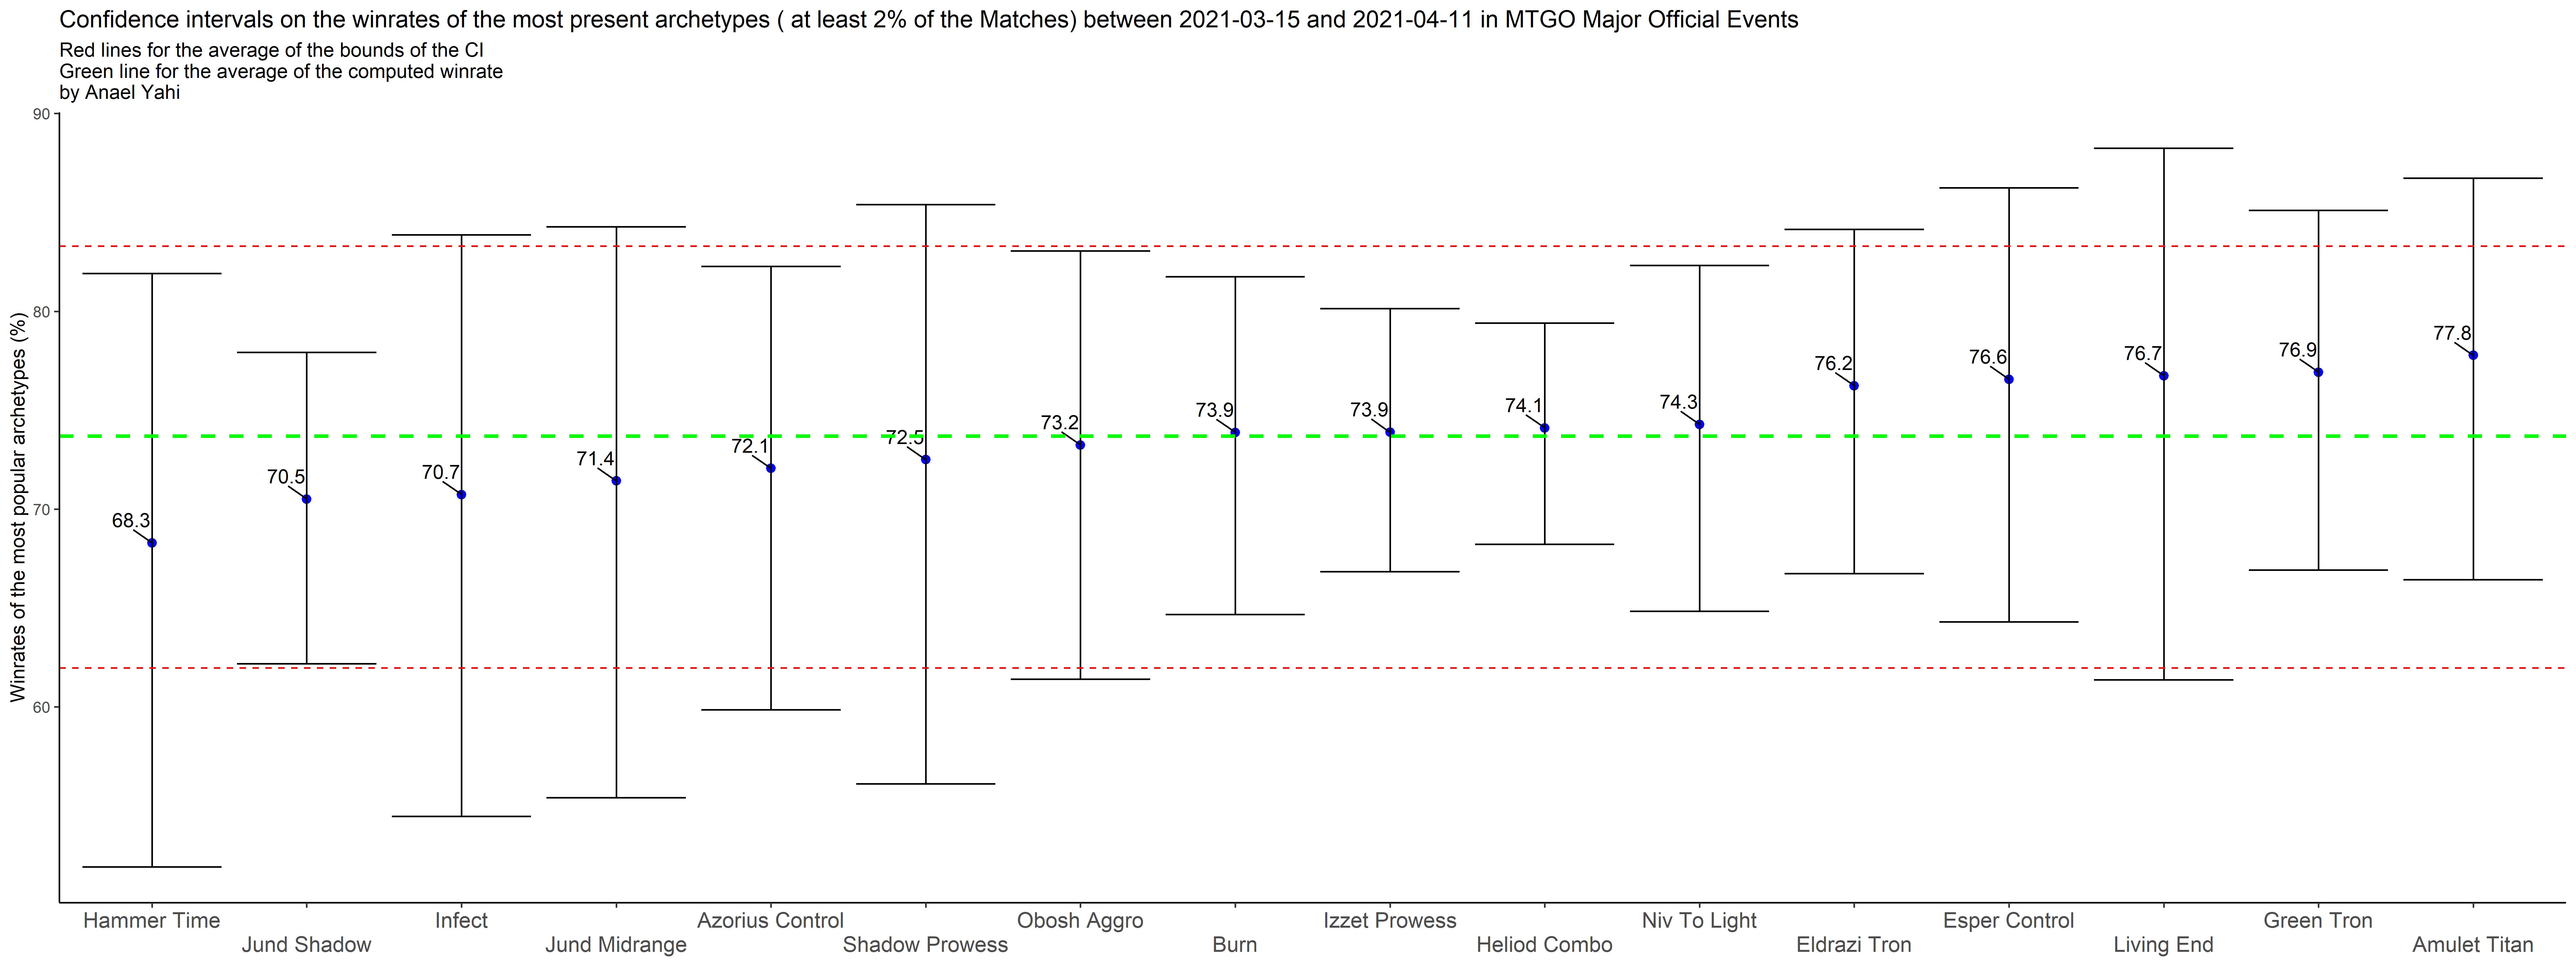 Confidence intervals on the winrates of the most present archetypes ( at least 2% of the Matches) between 2021-03-15 and 2021-04-11 in MTGO Major Official Events
Red lines for the average of the bounds of the CI
Green line for the average of the computed winrate
by Anael Yahi
Winrates of the most popular archetypes (%)
90
80
70
60
68.3
70.5
70.7
71.4
72.1
72.5
73.2
73.9
73.9
74.1
74.3
76.2
76.6
76.7
76.9
77.8
Hammer Time
Jund Shadow
Infect
Jund Midrange
Azorius Control
Shadow Prowess
Obosh Aggro
Burn
Izzet Prowess
Heliod Combo
Niv To Light
Eldrazi Tron
Esper Control
Living End
Green Tron
Amulet Titan